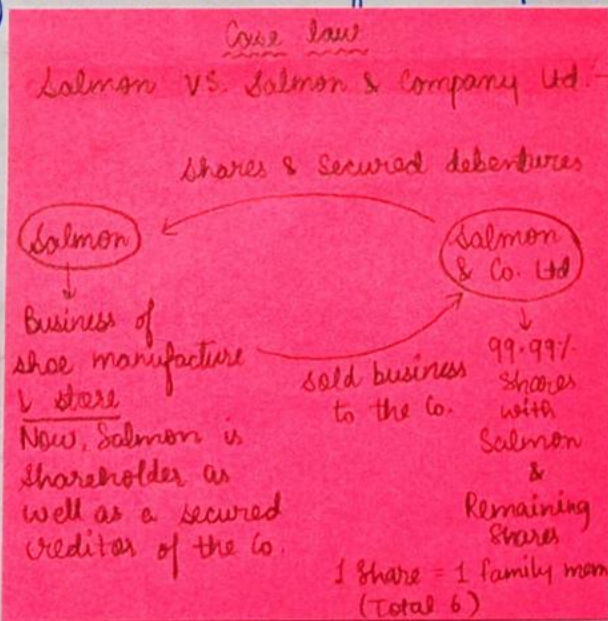 Case law
Salmon VS. Salmon & Company Ltd.-
Shares & Secured debentures
Salmon
Business of
shoe manufacture
& store
Now, Salmon is
shareholder as
well as a secured
creditor of the Co.
sold business
to the Co.
Salmon
& Co. Ltd
99.99%
Shares
with
Salmon
&
Remaining
Shares
1 Share = 1 family mem
(Total 6)